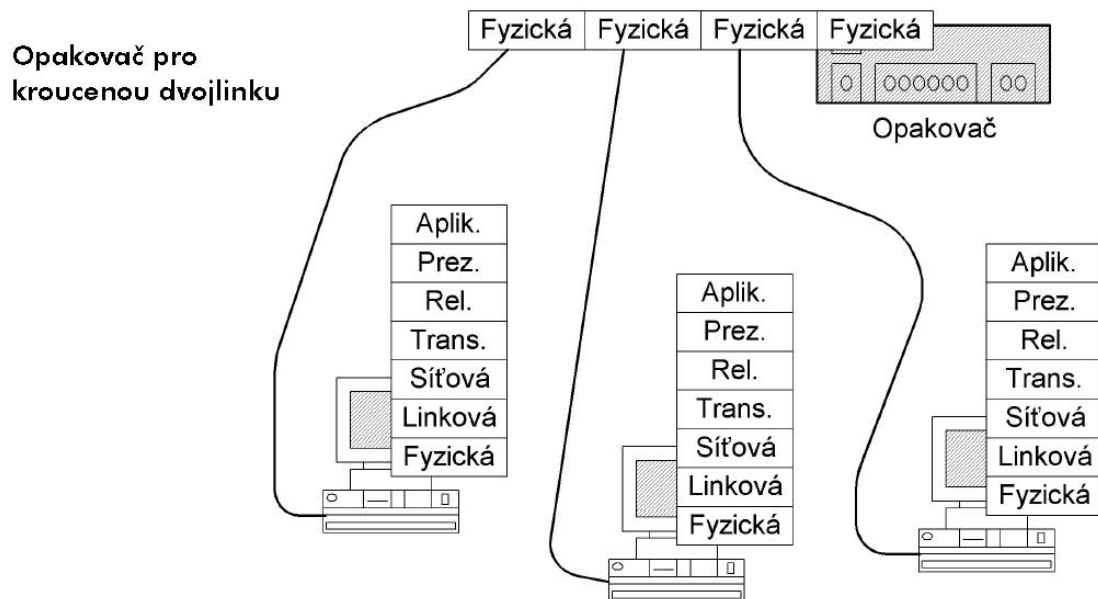 Opakovač pro
kroucenou dvojlinku
Fyzická Fyzická Fyzická Fyzická
Opakovač
Aplik.
Prez.
Rel.
Trans.
Síťová
Linková
Fyzická
Aplik.
Prez.
Rel.
Trans.
Síťová
Linková
Fyzická
Aplik.
Prez.
Rel.
Trans.
Síťová
Linková
Fyzická